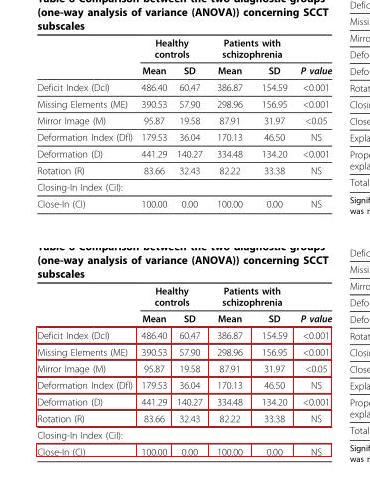 Table 6 Comparison between the two diagnostic groups
(one-way analysis of variance (ANOVA)) concerning SCCT
subscales
Healthy controls Patients with schizophrenia
Mean SD Mean SD P value
Deficit Index (DcI) 486.40 60.47 386.87 154.59 <0.001
Missing Elements (ME) 390.53 57.90 298.96 156.95 <0.001
Mirror Image (M) 95.87 19.58 87.91 31.97 <0.05
Deformation Index (DfI) 179.53 36.04 170.13 46.50 NS
Deformation (D) 441.29 140.27 334.48 134.20 <0.001
Rotation (R) 83.66 32.43 82.22 33.38 NS
Closing-In Index (CiI):
Close-In (CI) 100.00 0.00 100.00 0.00 NS
Defic
Missi
Mirro
Defo
Defo
Rotat
Closi
Close
Expla
Prop
expla
Total
Signif
was r
(one-way analysis of variance (ANOVA)) concerning SCCT
subscales
Healthy controls Patients with schizophrenia
Mean SD Mean SD P value
Deficit Index (DcI) 486.40 60.47 386.87 154.59 <0.001
Missing Elements (ME) 390.53 57.90 298.96 156.95 <0.001
Mirror Image (M) 95.87 19.58 87.91 31.97 <0.05
Deformation Index (DfI) 179.53 36.04 170.13 46.50 NS
Deformation (D) 441.29 140.27 334.48 134.20 <0.001
Rotation (R) 83.66 32.43 82.22 33.38 NS
Closing-In Index (CiI):
Close-In (CI) 100.00 0.00 100.00 0.00 NS
Defic
Missi
Mirro
Defo
Defo
Rotat
Closi
Close
Expla
Prop
expla
Total
Signif
was r